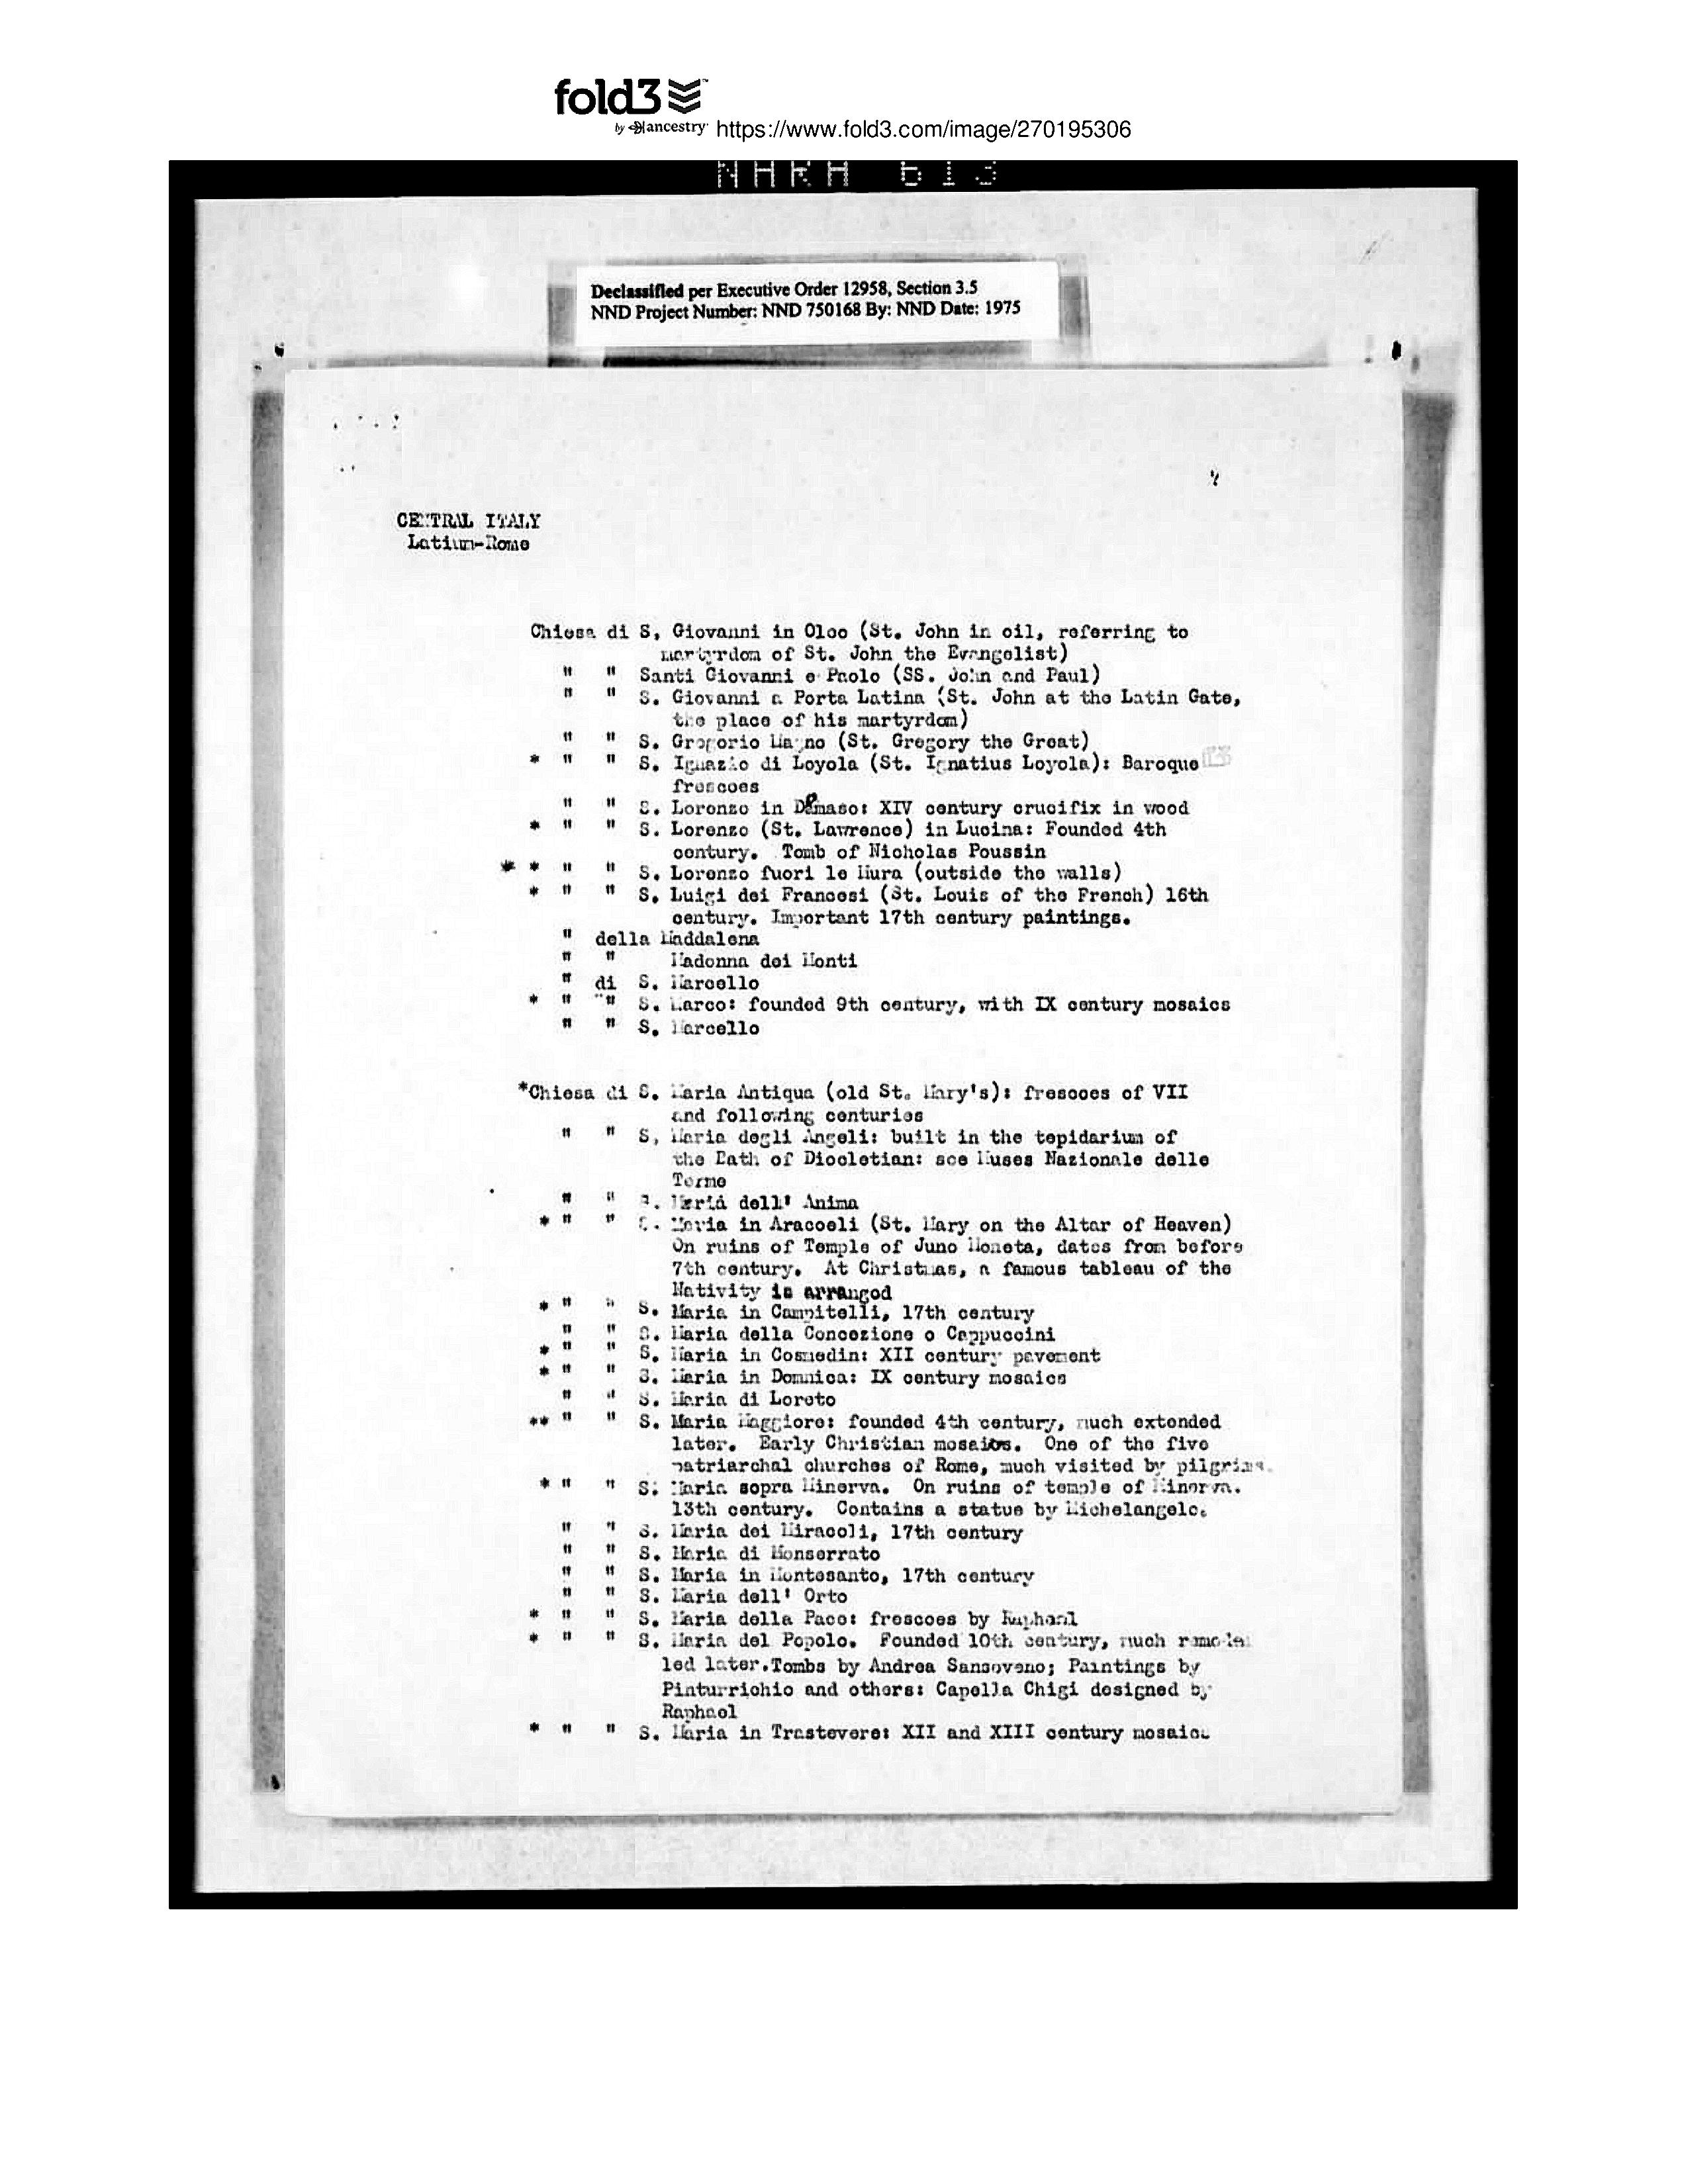 fold3
by ancestry https://www.fold3.com/image/270195306
NARA 613
Declassified per Executive Order 12958, Section 3.5
NND Project Number: NND 750168 By: NND Date: 1975
CENTRAL ITALY
Latium-Rome
Chiesa di S. Giovanni in Oleo (St. John in oil, referring to
martyrdom of St. John the Evangelist)
" " Santi Giovanni e Paolo (SS. John and Paul)
" " S. Giovanni a Porta Latina (St. John at the Latin Gate,
the place of his martyrdom)
" " S. Gregorio Magno (St. Gregory the Great)
* " " S. Ignazio di Loyola (St. Ignatius Loyola): Baroque
frescoes
" " S. Lorenzo in Damaso: XIV century crucifix in wood
* " " S. Lorenzo (St. Lawrence) in Lucina: Founded 4th
century. Tomb of Nicholas Poussin
* * " " S. Lorenzo fuori le Mura (outside the walls)
* " " S. Luigi dei Francesi (St. Louis of the French) 16th
century. Important 17th century paintings.
" della Maddalena
" " Madonna dei Monti
" di S. Marcello
* " " S. Marco: founded 9th century, with IX century mosaics
" " S. Marcello
*Chiesa di S. Maria Antiqua (old St. Mary's): frescoes of VII
and following centuries
" " S. Maria degli Angeli: built in the tepidarium of
the Bath of Diocletian: see Museo Nazionale delle
Terme
" " S. Maria dell' Anima
* " " S. Maria in Aracoeli (St. Mary on the Altar of Heaven)
On ruins of Temple of Juno Moneta, dates from before
7th century. At Christmas, a famous tableau of the
Nativity is arranged
* " " S. Maria in Campitelli, 17th century
" " S. Maria della Concezione o Cappuccini
* " " S. Maria in Cosmedin: XII century pavement
* " " S. Maria in Domnica: IX century mosaics
" " S. Maria di Loreto
** " " S. Maria Maggiore: founded 4th century, much extended
later. Early Christian mosaics. One of the five
patriarchal churches of Rome, much visited by pilgrims.
* " " S. Maria sopra Minerva. On ruins of temple of Minerva.
13th century. Contains a statue by Michelangelo.
" " S. Maria dei Miracoli, 17th century
" " S. Maria di Monserrato
" " S. Maria in Montesanto, 17th century
" " S. Maria dell' Orto
* " " S. Maria della Pace: frescoes by Raphael
* " " S. Maria del Popolo. Founded 10th century, much remodel
led later.Tombs by Andrea Sansoveno; Paintings by
Pinturrichio and others: Capella Chigi designed by
Raphael
* " " S. Maria in Trastevere: XII and XIII century mosaics